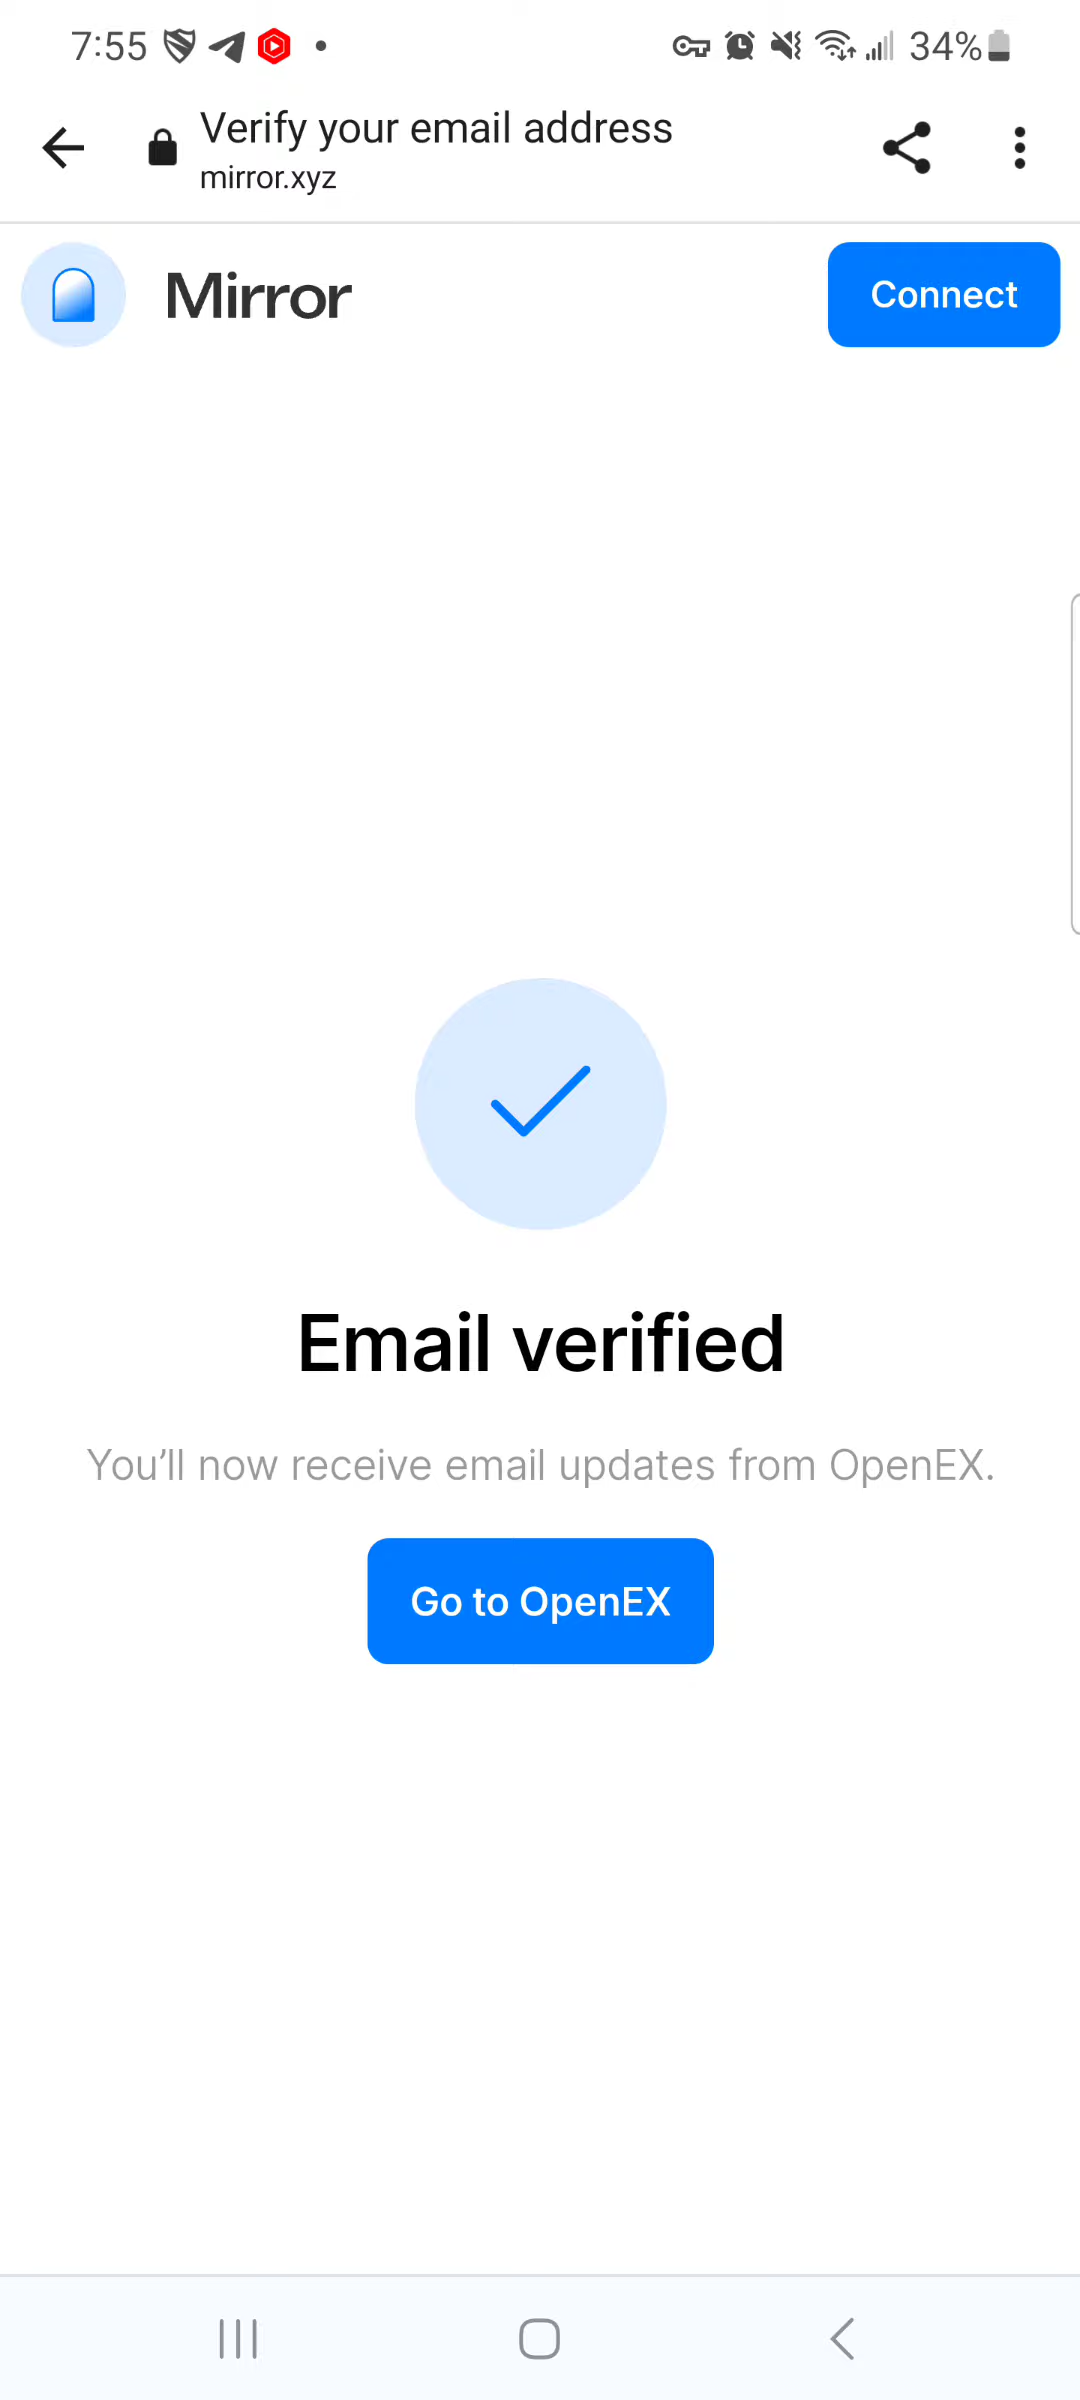 7:55
34%
Verify your email address
mirror.xyz
Mirror
Connect
Email verified
You’ll now receive email updates from OpenEX.
Go to OpenEX